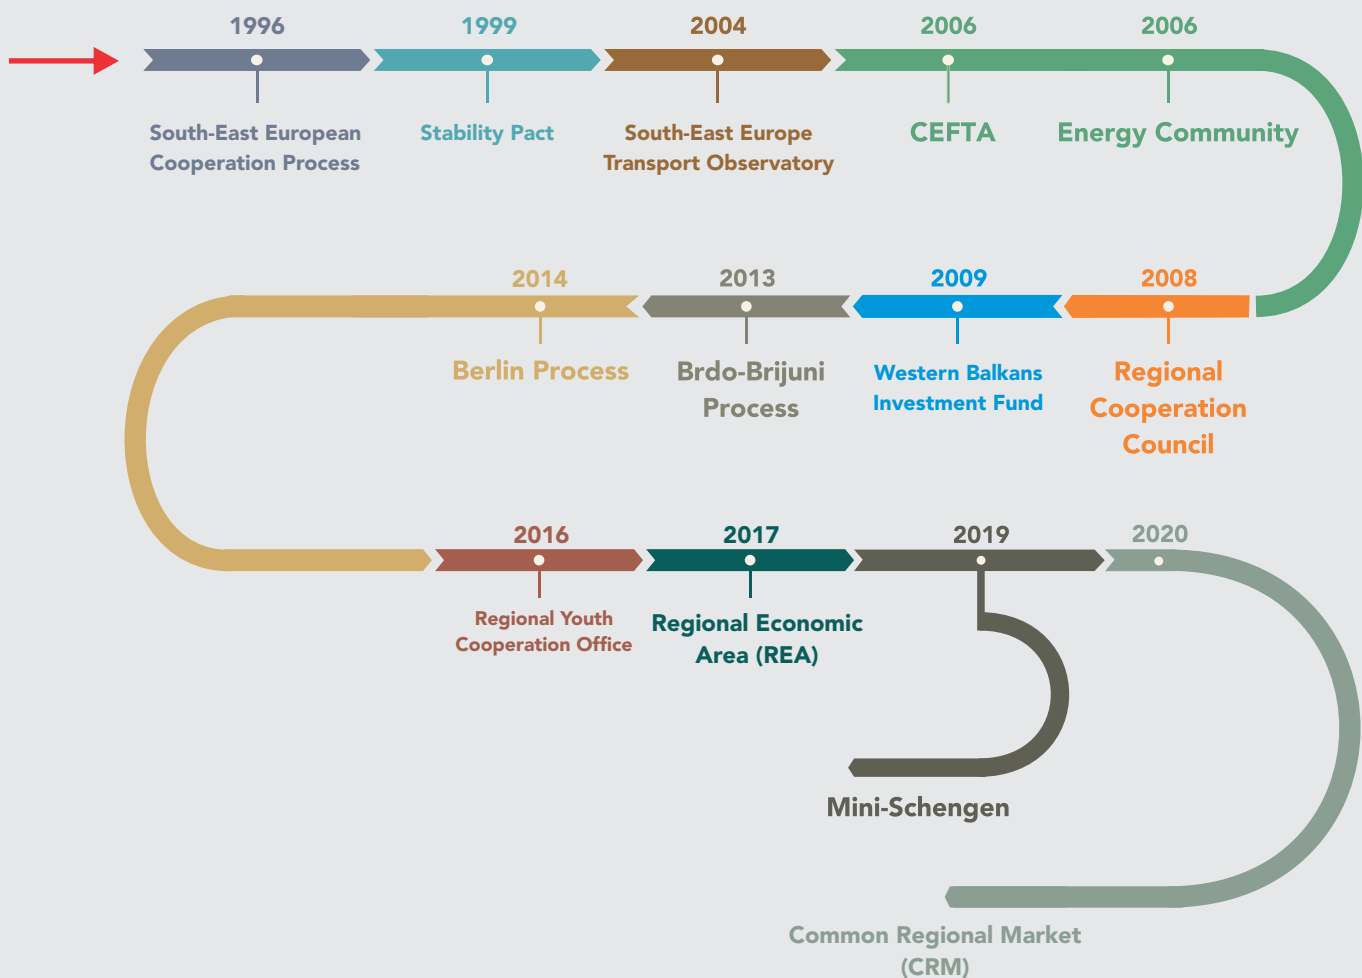 1996
South-East European
Cooperation Process
1999
Stability Pact
2004
South-East Europe
Transport Observatory
2006
CEFTA
2006
Energy Community
2008
Regional
Cooperation
Council
2009
Western Balkans
Investment Fund
2013
Brdo-Brijuni
Process
2014
Berlin Process
2016
Regional Youth
Cooperation Office
2017
Regional Economic
Area (REA)
2019
Mini-Schengen
2020
Common Regional Market
(CRM)